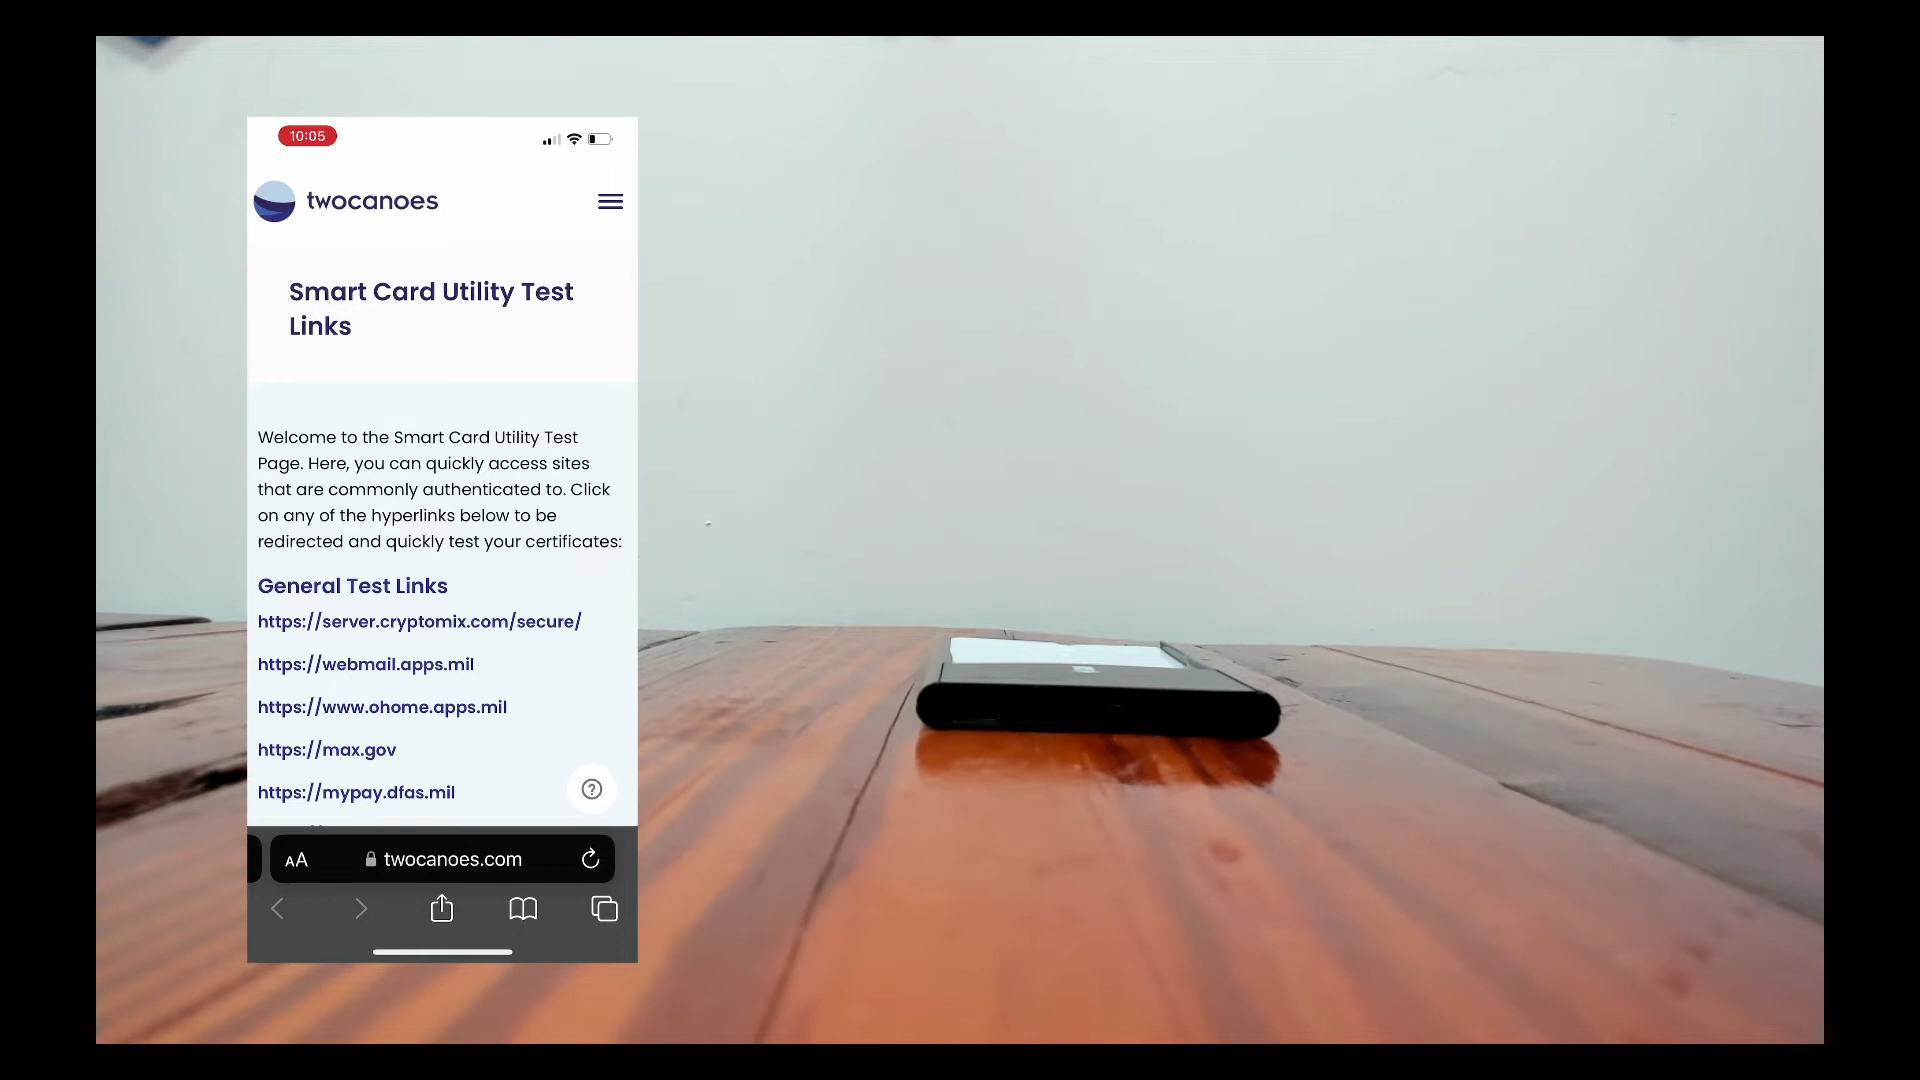 10:05
twocanoes
Smart Card Utility Test
Links
Welcome to the Smart Card Utility Test
Page. Here, you can quickly access sites
that are commonly authenticated to. Click
on any of the hyperlinks below to be
redirected and quickly test your certificates:
General Test Links
https://server.cryptomix.com/secure/
https://webmail.apps.mil
https://www.ohome.apps.mil
https://max.gov
https://mypay.dfas.mil
?
AA twocanoes.com